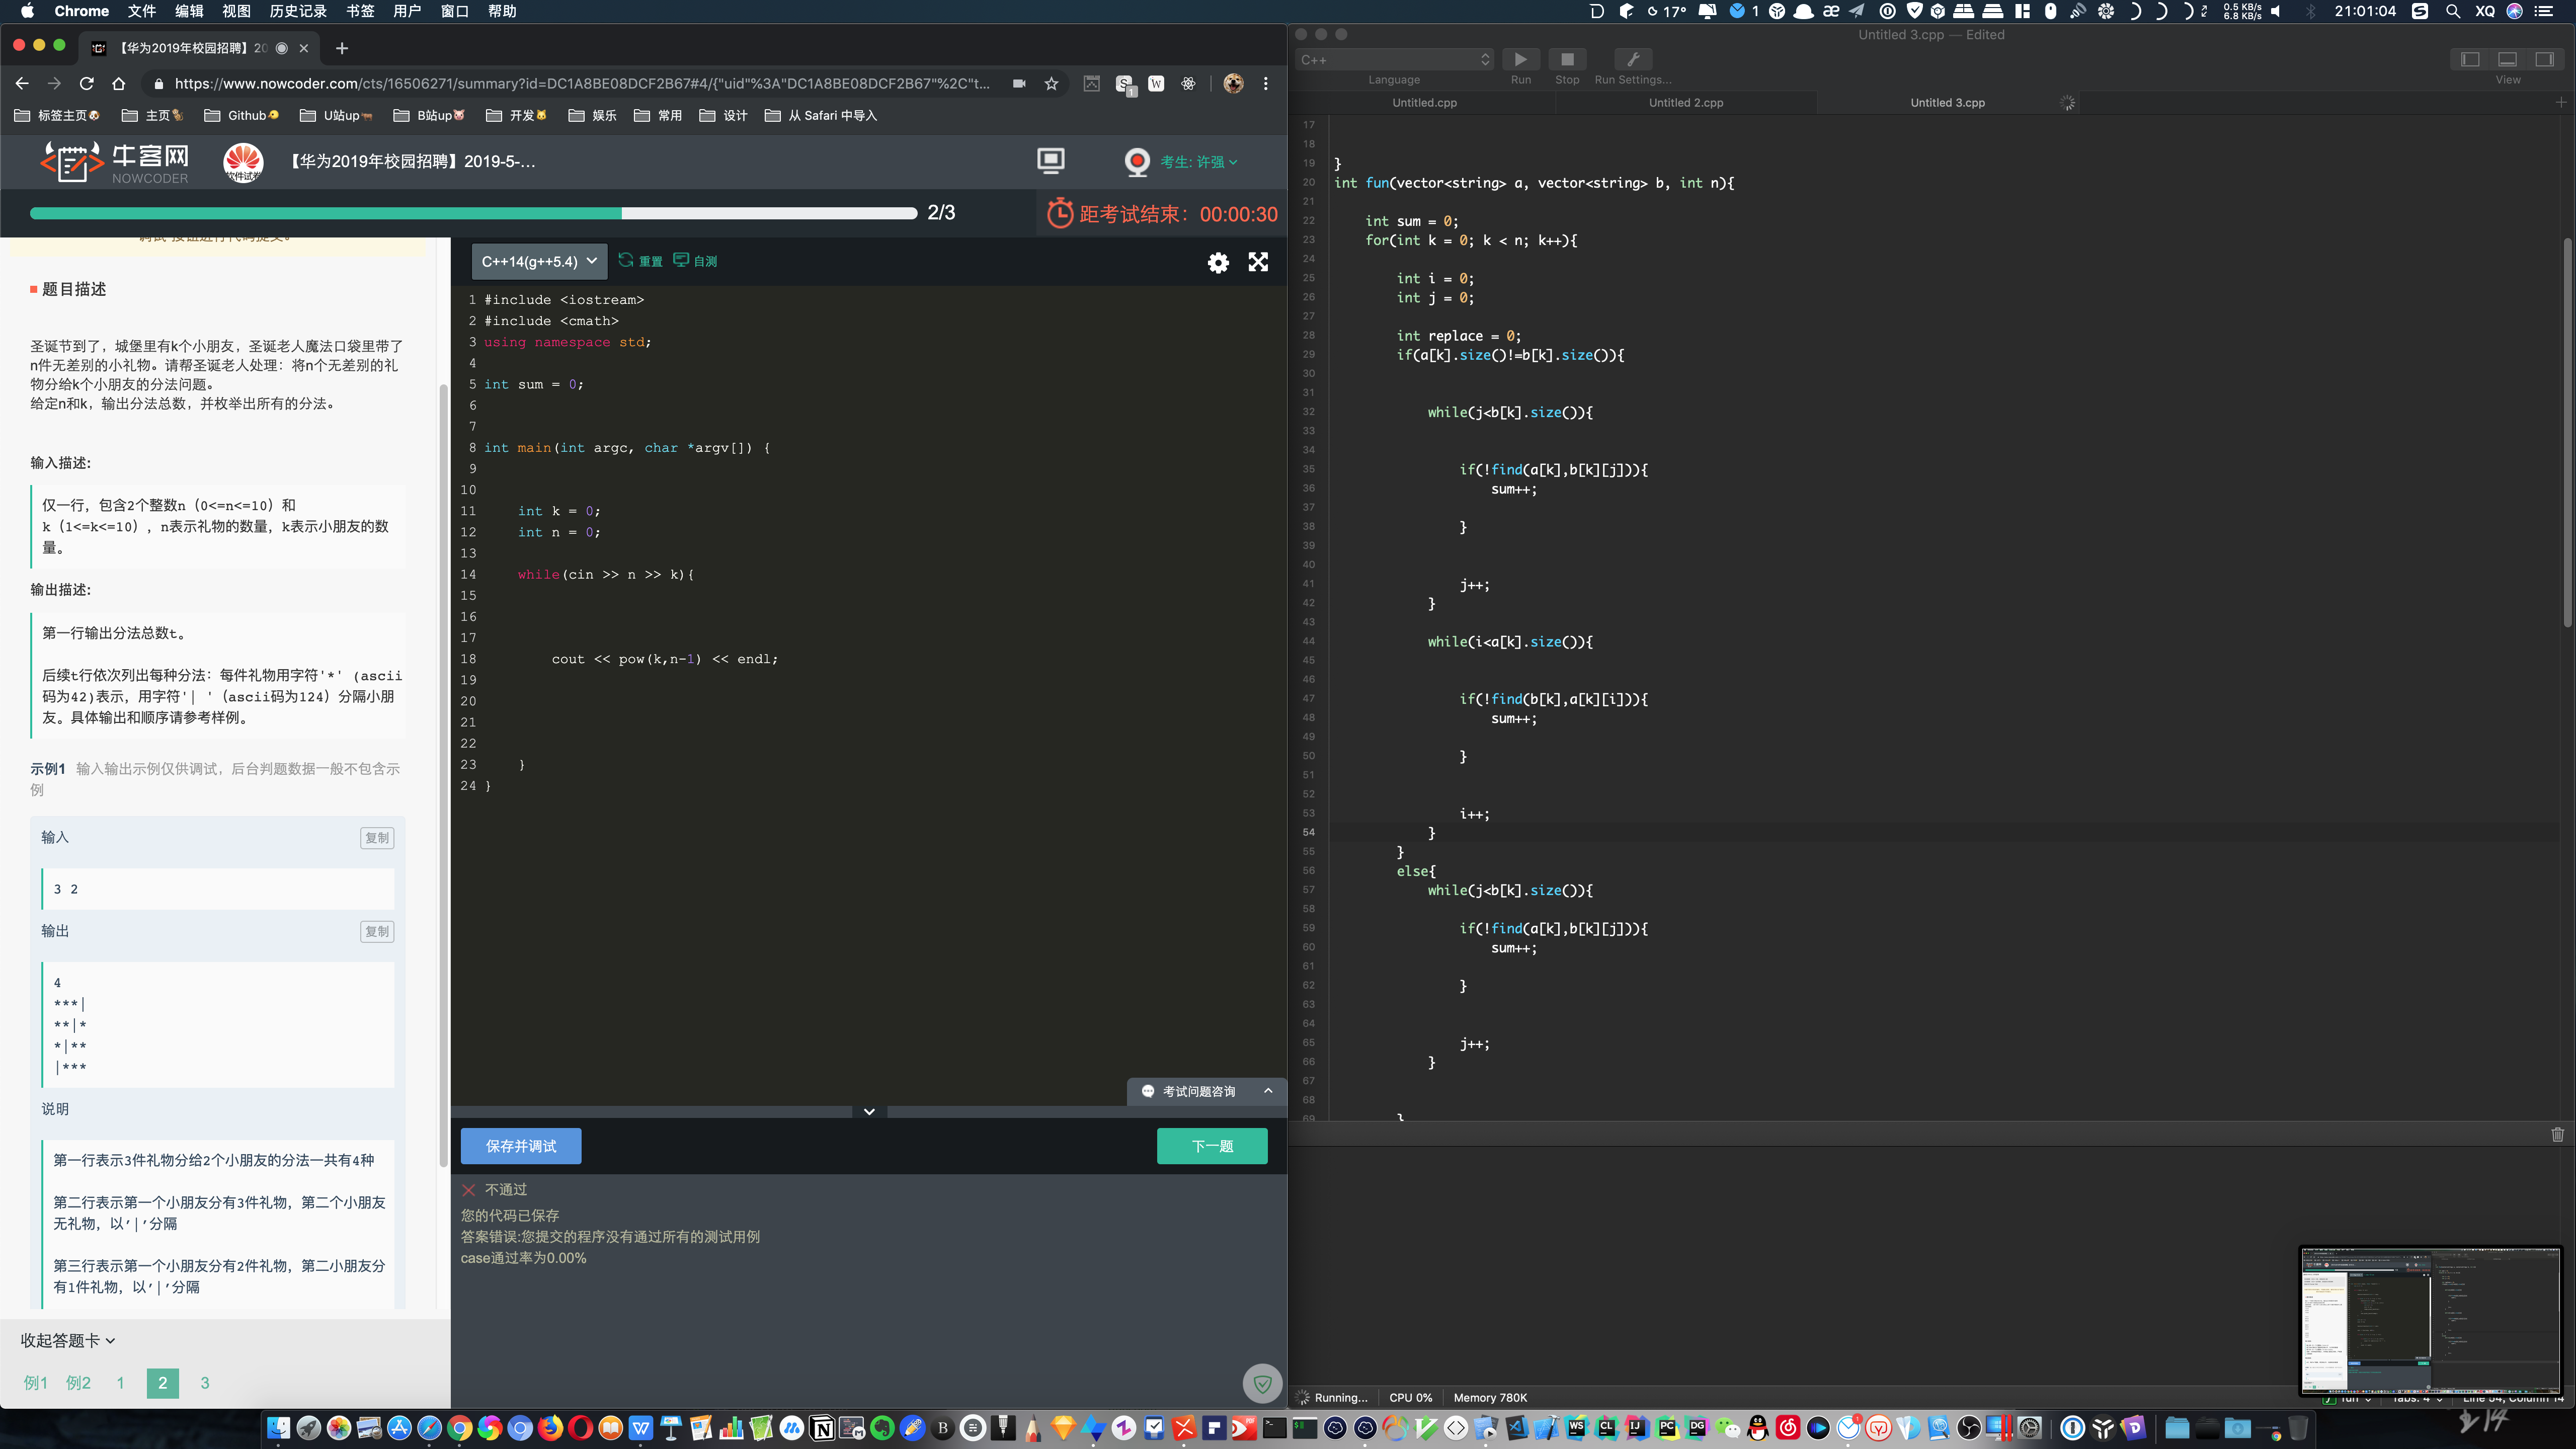 Chrome 文件 编辑 视图 历史记录 书签 用户 窗口 帮助
17° 1 0.5 KB/s 6.8 KB/s 21:01:04 XQ
【华为2019年校园招聘】20
https://www.nowcoder.com/cts/16506271/summary?id=DC1A8BE08DCF2B67#4/{"uid"%3A"DC1A8BE08DCF2B67"%2C"t...
标签主页 主页 Github U站up B站up 开发 娱乐 常用 设计 从 Safari 中导入
牛客网
NOWCODER
软件试卷
【华为2019年校园招聘】2019-5-...
考生: 许强
2/3
距考试结束: 00:00:30
调试"按钮进行代码提交。
题目描述
圣诞节到了，城堡里有k个小朋友，圣诞老人魔法口袋里带了
n件无差别的小礼物。请帮圣诞老人处理：将n个无差别的礼
物分给k个小朋友的分法问题。
给定n和k，输出分法总数，并枚举出所有的分法。
输入描述:
仅一行，包含2个整数n（0<=n<=10）和
k（1<=k<=10），n表示礼物的数量，k表示小朋友的数
量。
输出描述:
第一行输出分法总数t。
后续t行依次列出每种分法：每件礼物用字符'*' (ascii
码为42)表示，用字符'| '（ascii码为124）分隔小朋
友。具体输出和顺序请参考样例。
示例1 输入输出示例仅供调试，后台判题数据一般不包含示
例
输入 复制
3 2
输出 复制
4
***|
**|*
*|**
|***
说明
第一行表示3件礼物分给2个小朋友的分法一共有4种
第二行表示第一个小朋友分有3件礼物，第二个小朋友
无礼物，以'|'分隔
第三行表示第一个小朋友分有2件礼物，第二小朋友分
有1件礼物，以'|'分隔
收起答题卡
例1 例2 1 2 3
C++14(g++5.4) 重置 自测
1 #include <iostream>
2 #include <cmath>
3 using namespace std;
4
5 int sum = 0;
6
7
8 int main(int argc, char *argv[]) {
9
10
11 int k = 0;
12 int n = 0;
13
14 while(cin >> n >> k){
15
16
17
18 cout << pow(k,n-1) << endl;
19
20
21
22
23 }
24 }
考试问题咨询
保存并调试 下一题
不通过
您的代码已保存
答案错误:您提交的程序没有通过所有的测试用例
case通过率为0.00%
Untitled 3.cpp — Edited
C++
Language Run Stop Run Settings... View
Untitled.cpp Untitled 2.cpp Untitled 3.cpp
17
18
19 }
20 int fun(vector<string> a, vector<string> b, int n){
21
22 int sum = 0;
23 for(int k = 0; k < n; k++){
24
25 int i = 0;
26 int j = 0;
27
28 int replace = 0;
29 if(a[k].size()!=b[k].size()){
30
31
32 while(j<b[k].size()){
33
34
35 if(!find(a[k],b[k][j])){
36 sum++;
37
38 }
39
40
41 j++;
42 }
43
44 while(i<a[k].size()){
45
46
47 if(!find(b[k],a[k][i])){
48 sum++;
49
50 }
51
52
53 i++;
54 }
55 }
56 else{
57 while(j<b[k].size()){
58
59 if(!find(a[k],b[k][j])){
60 sum++;
61
62 }
63
64
65 j++;
66 }
67
68
69 }
Running... CPU 0% Memory 780K
run Tabs: 4 Line 54, Column 14